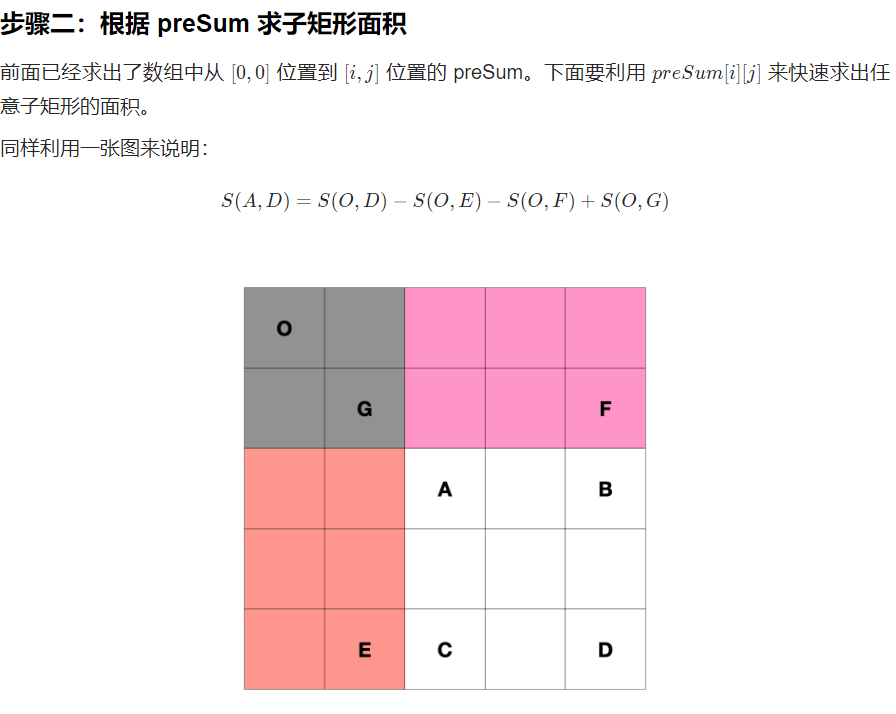 步骤二：根据 preSum 求子矩形面积
前面已经求出了数组中从 [0,0] 位置到 [i,j] 位置的 preSum。下面要利用 preSum[i][j] 来快速求出任
意子矩形的面积。
同样利用一张图来说明：
S(A,D) = S(O,D) − S(O,E) − S(O,F) + S(O,G)
O
G F
A B
E C D